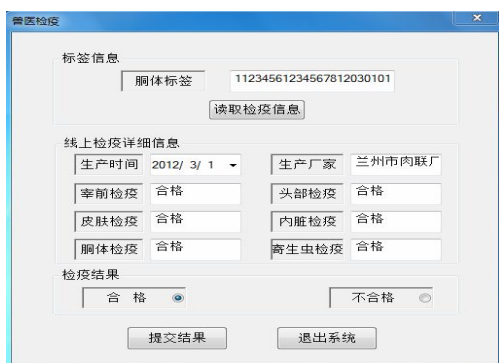 兽医检疫
标签信息
胴体标签 11234561234567812030101
读取检疫信息
线上检疫详细信息
生产时间 2012/ 3/ 1 生产厂家 兰州市肉联厂
宰前检疫 合格 头部检疫 合格
皮肤检疫 合格 内脏检疫 合格
胴体检疫 合格 寄生虫检疫 合格
检疫结果
合 格 不合格
提交结果 退出系统